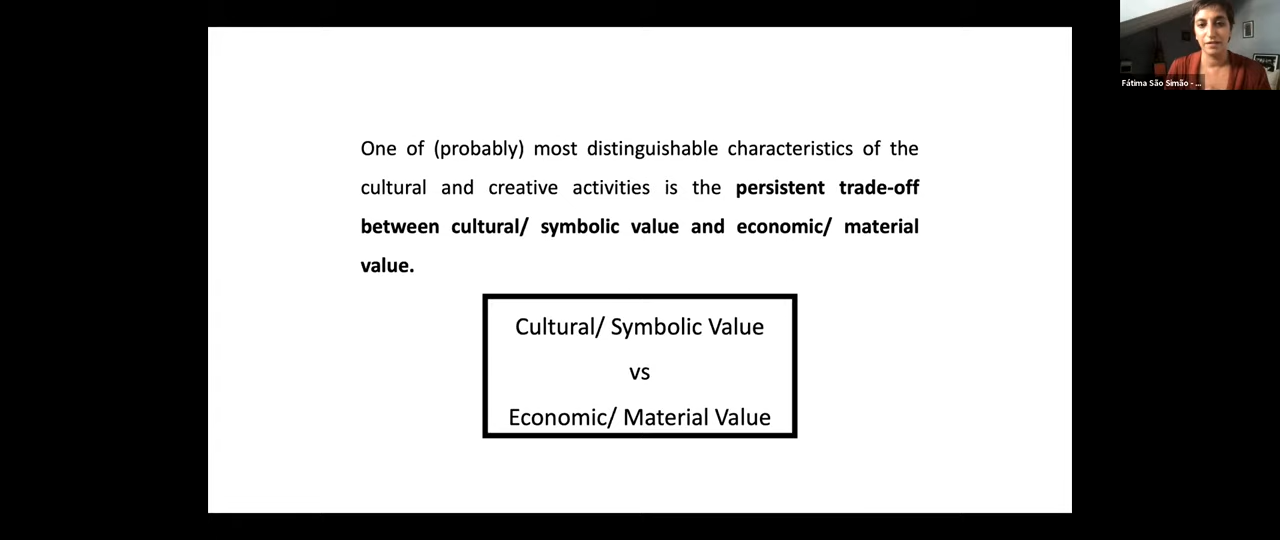 One of (probably) most distinguishable characteristics of the
cultural and creative activities is the persistent trade-off
between cultural/ symbolic value and economic/ material
value.
Cultural/ Symbolic Value
vs
Economic/ Material Value
Fátima São Simão - ...